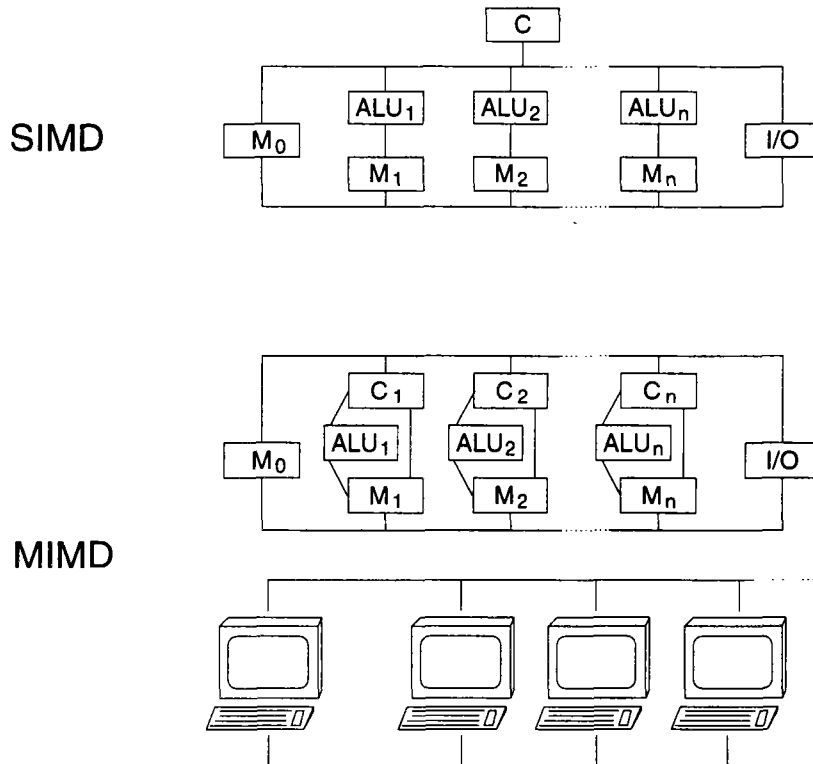 C
ALU₁ ALU₂ ALUₙ
SIMD M₀ I/O
M₁ M₂ Mₙ
C₁ C₂ Cₙ
ALU₁ ALU₂ ALUₙ
M₀ I/O
M₁ M₂ Mₙ
MIMD